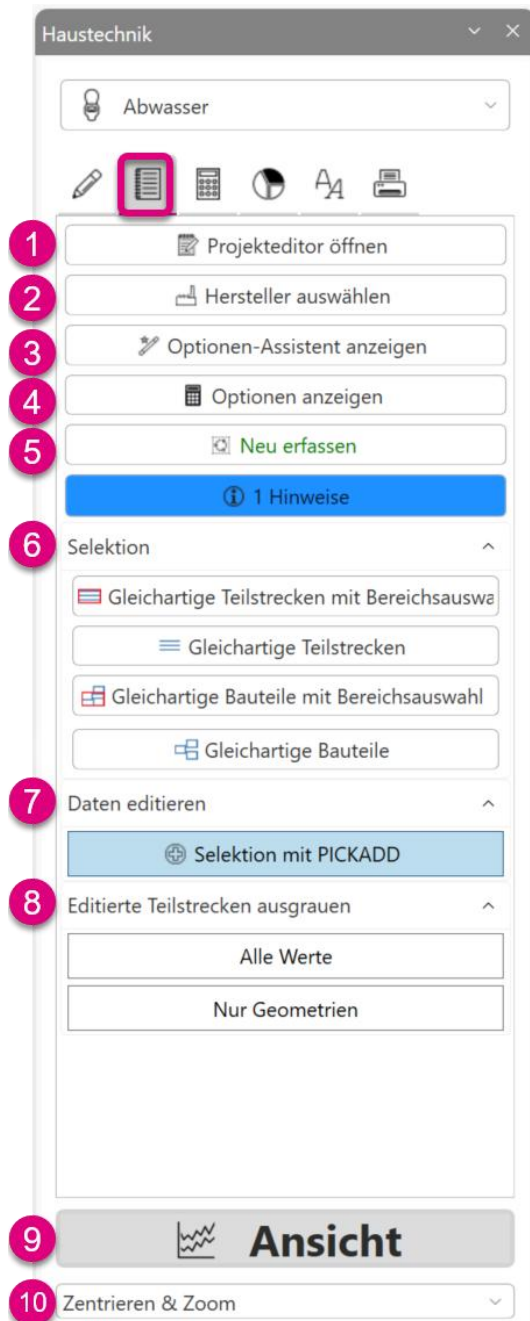 Haustechnik
Abwasser
1 Projekteditor öffnen
2 Hersteller auswählen
3 Optionen-Assistent anzeigen
4 Optionen anzeigen
5 Neu erfassen
1 Hinweise
6 Selektion
Gleichartige Teilstrecken mit Bereichsauswa
Gleichartige Teilstrecken
Gleichartige Bauteile mit Bereichsauswahl
Gleichartige Bauteile
7 Daten editieren
Selektion mit PICKADD
8 Editierte Teilstrecken ausgrauen
Alle Werte
Nur Geometrien
9 Ansicht
10 Zentrieren & Zoom